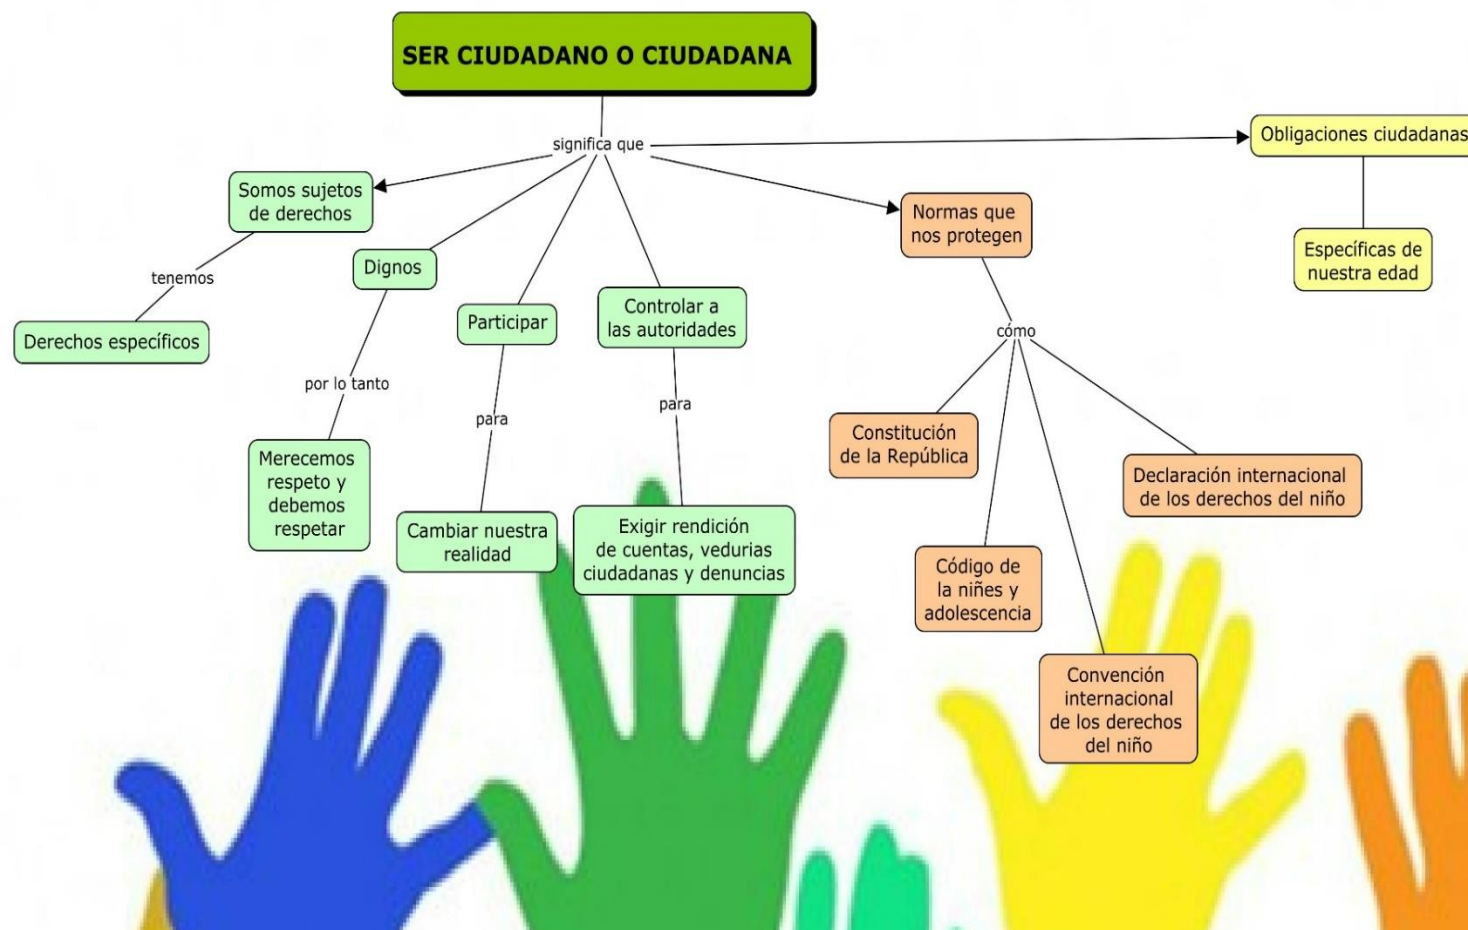 SER CIUDADANO O CIUDADANA
significa que
Somos sujetos
de derechos
tenemos
Derechos específicos
Dignos
por lo tanto
Merecemos
respeto y
debemos
respetar
Participar
para
Cambiar nuestra
realidad
Controlar a
las autoridades
para
Exigir rendición
de cuentas, vedurias
ciudadanas y denuncias
Normas que
nos protegen
cómo
Constitución
de la República
Código de
la niñes y
adolescencia
Convención
internacional
de los derechos
del niño
Declaración internacional
de los derechos del niño
Obligaciones ciudadanas
Específicas de
nuestra edad